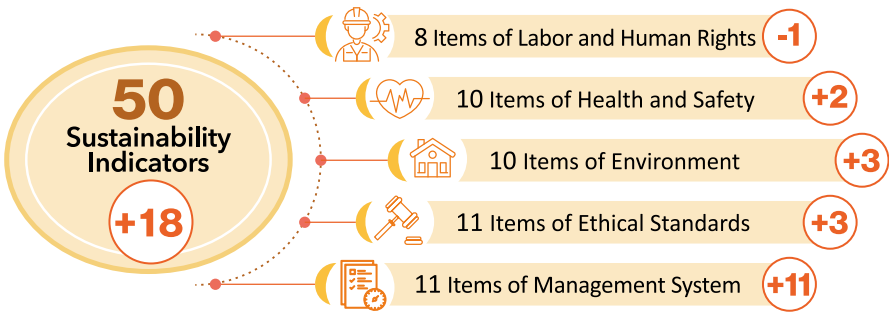 50
Sustainability
Indicators
+18
8 Items of Labor and Human Rights -1
10 Items of Health and Safety +2
10 Items of Environment +3
11 Items of Ethical Standards +3
11 Items of Management System +11